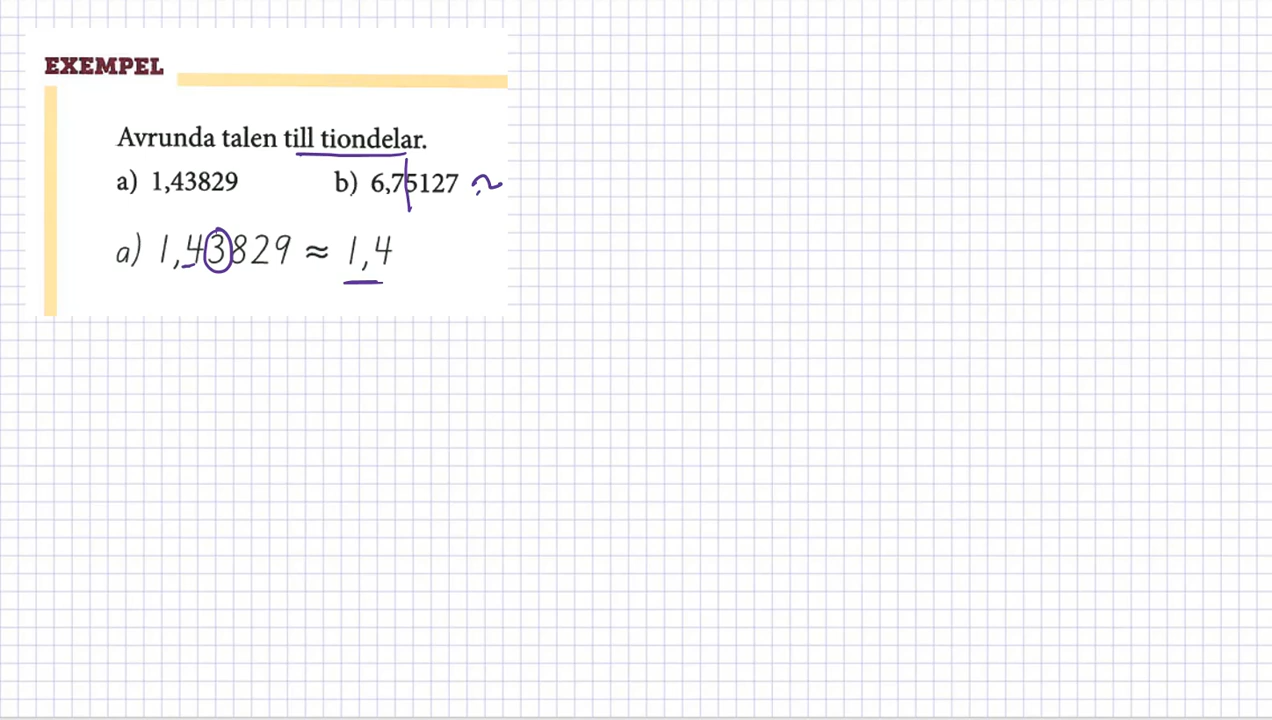 EXEMPEL
Avrunda talen till tiondelar.
a) 1,43829 b) 6,75127 ≈
a) 1,43829 ≈ 1,4